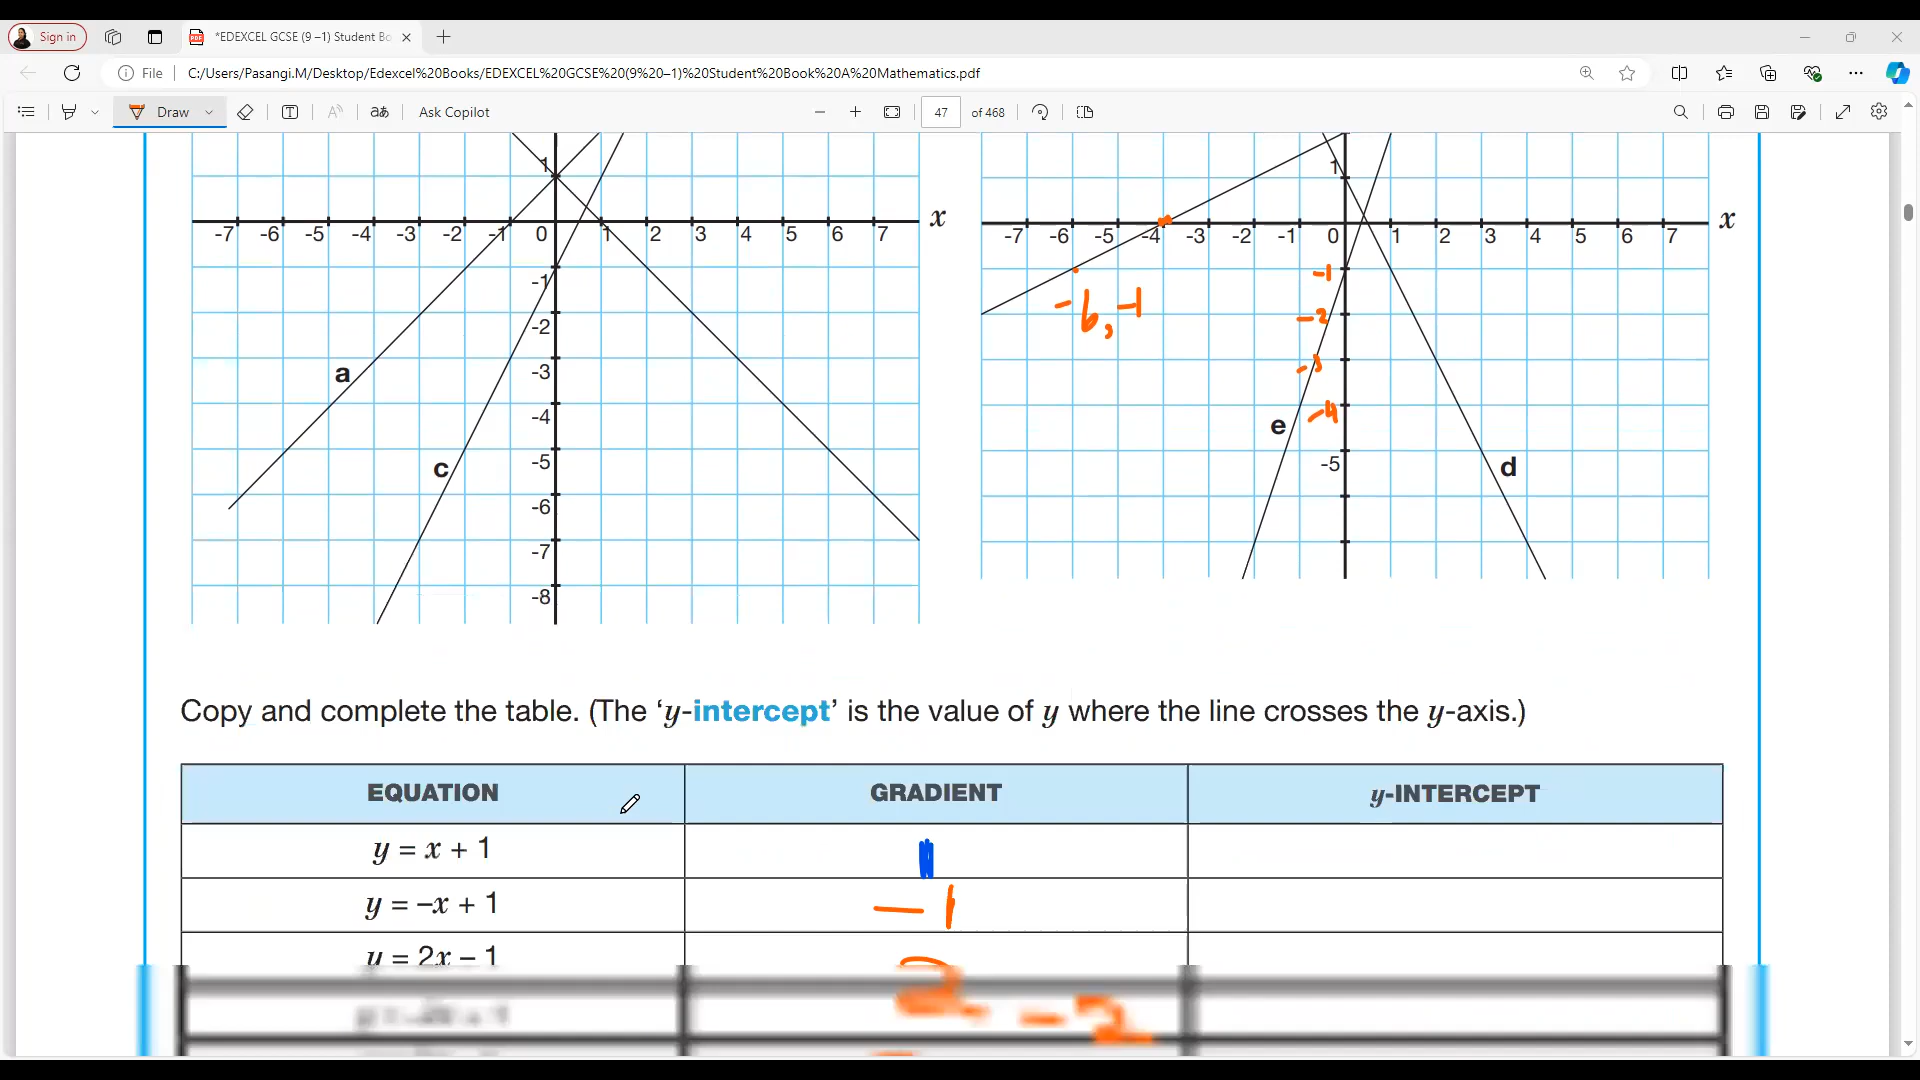 Sign in
*EDEXCEL GCSE (9 –1) Student Bo
File
C:/Users/Pasangi.M/Desktop/Edexcel%20Books/EDEXCEL%20GCSE%20(9%20–1)%20Student%20Book%20A%20Mathematics.pdf
Draw
aあ
Ask Copilot
47 of 468
1
x
-7 -6 -5 -4 -3 -2 -1 0 1 2 3 4 5 6 7
-1
-2
-3
-4
-5
-6
-7
-8
a
c
1
x
-7 -6 -5 -4 -3 -2 -1 0 1 2 3 4 5 6 7
-6, -1
-1
-2
-3
-4
-5
e
d
Copy and complete the table. (The ‘y-intercept’ is the value of y where the line crosses the y-axis.)
EQUATION GRADIENT y-INTERCEPT
y = x + 1 1
y = –x + 1 –1
y = 2x – 1 2
-2